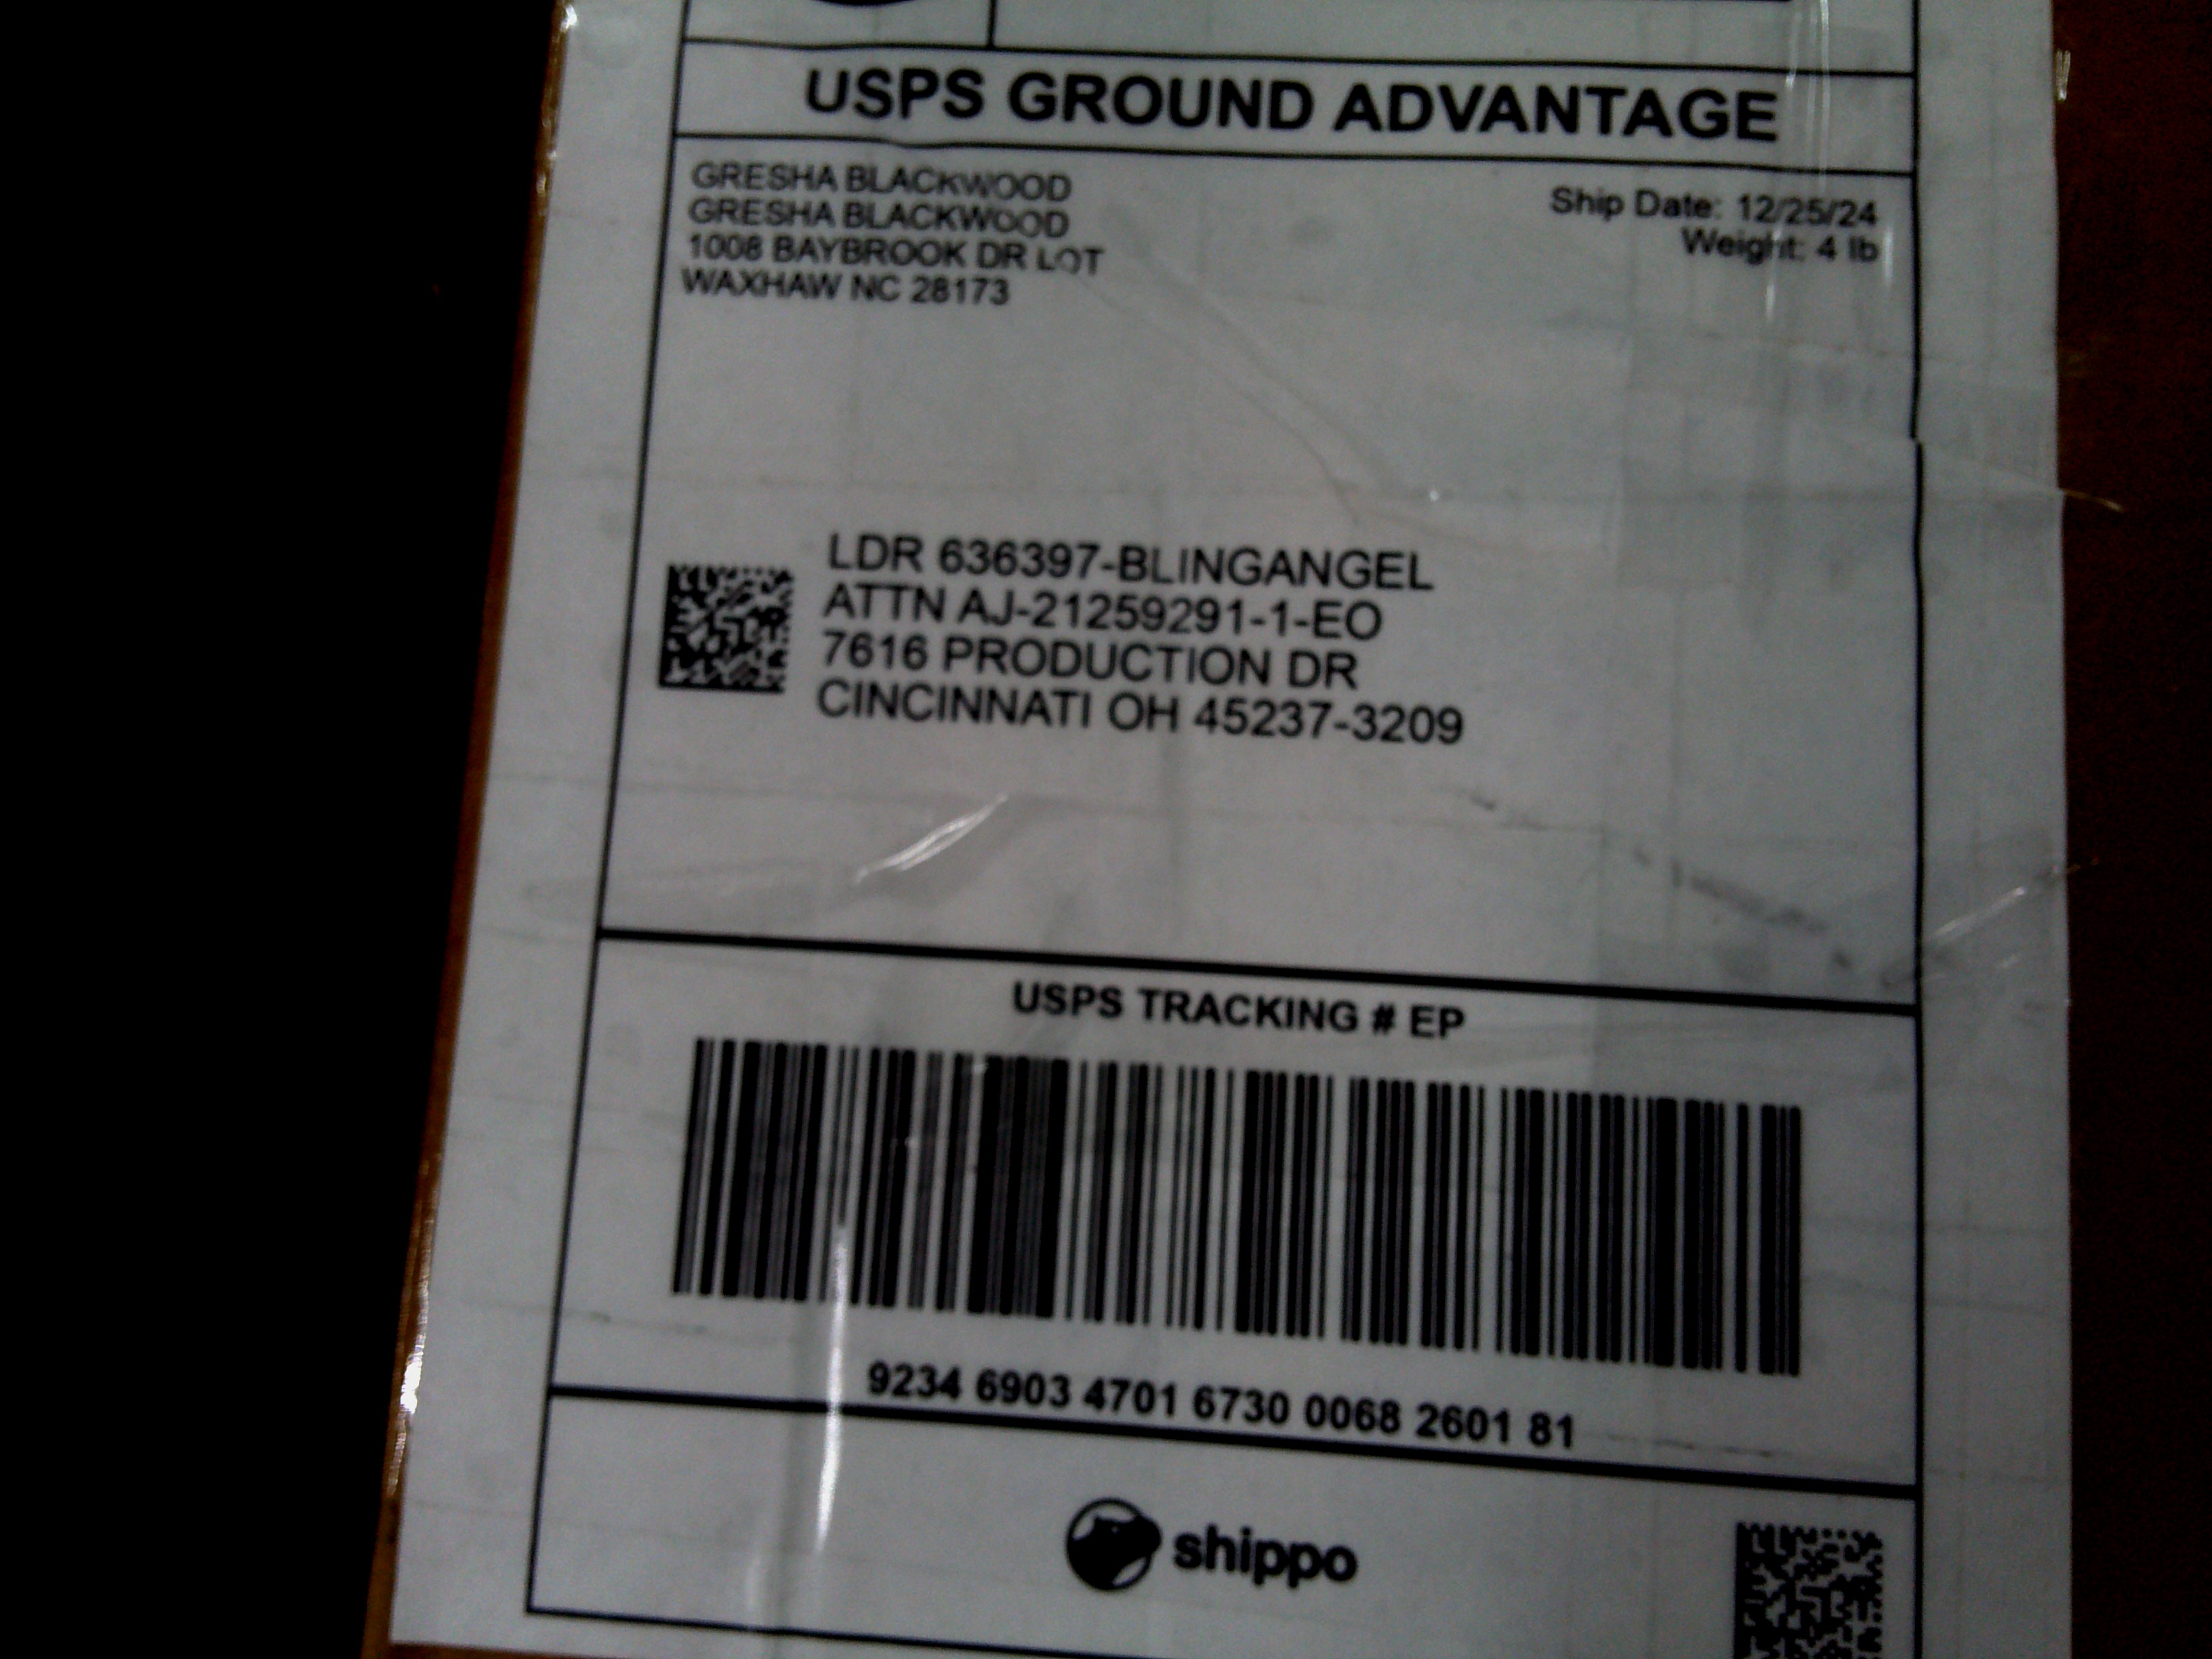 USPS GROUND ADVANTAGE
GRESHA BLACKWOOD
GRESHA BLACKWOOD
1008 BAYBROOK DR LOT
WAXHAW NC 28173
Ship Date: 12/25/24
Weight: 4 lb
LDR 636397-BLINGANGEL
ATTN AJ-21259291-1-EO
7616 PRODUCTION DR
CINCINNATI OH 45237-3209
USPS TRACKING # EP
9234 6903 4701 6730 0068 2601 81
shippo